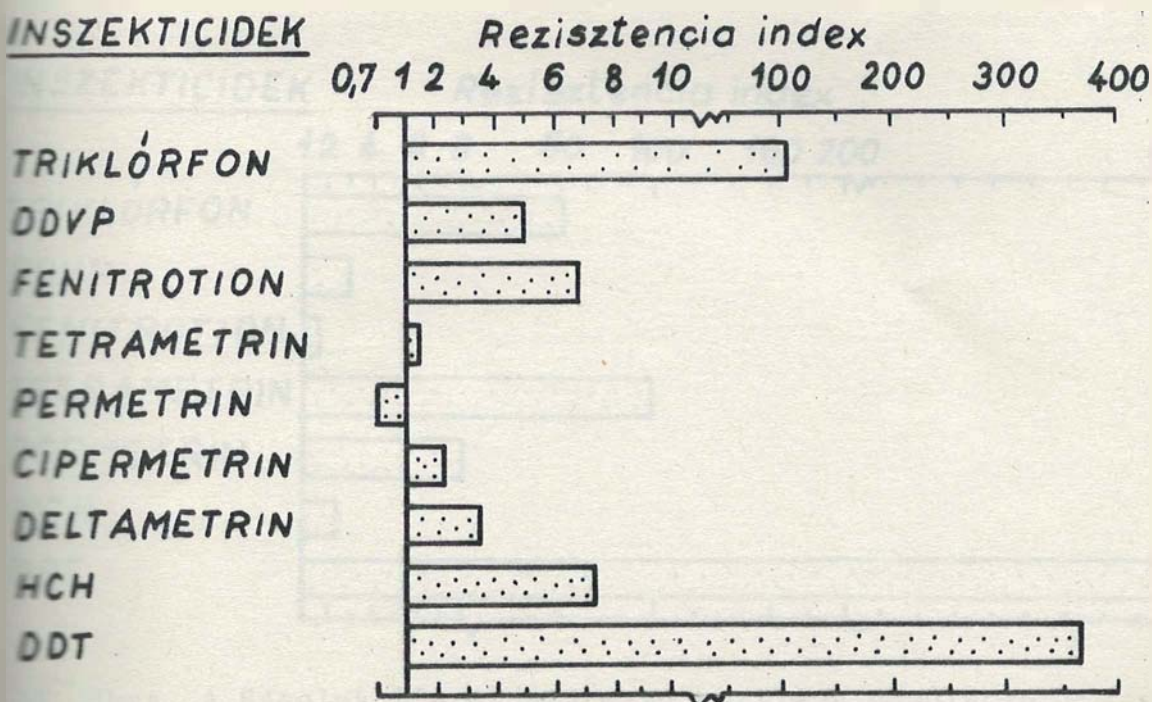 INSZEKTICIDEK Rezisztencia index
0,7 1 2 4 6 8 10 100 200 300 400
TRIKLÓRFON
DDVP
FENITROTION
TETRAMETRIN
PERMETRIN
CIPERMETRIN
DELTAMETRIN
HCH
DDT